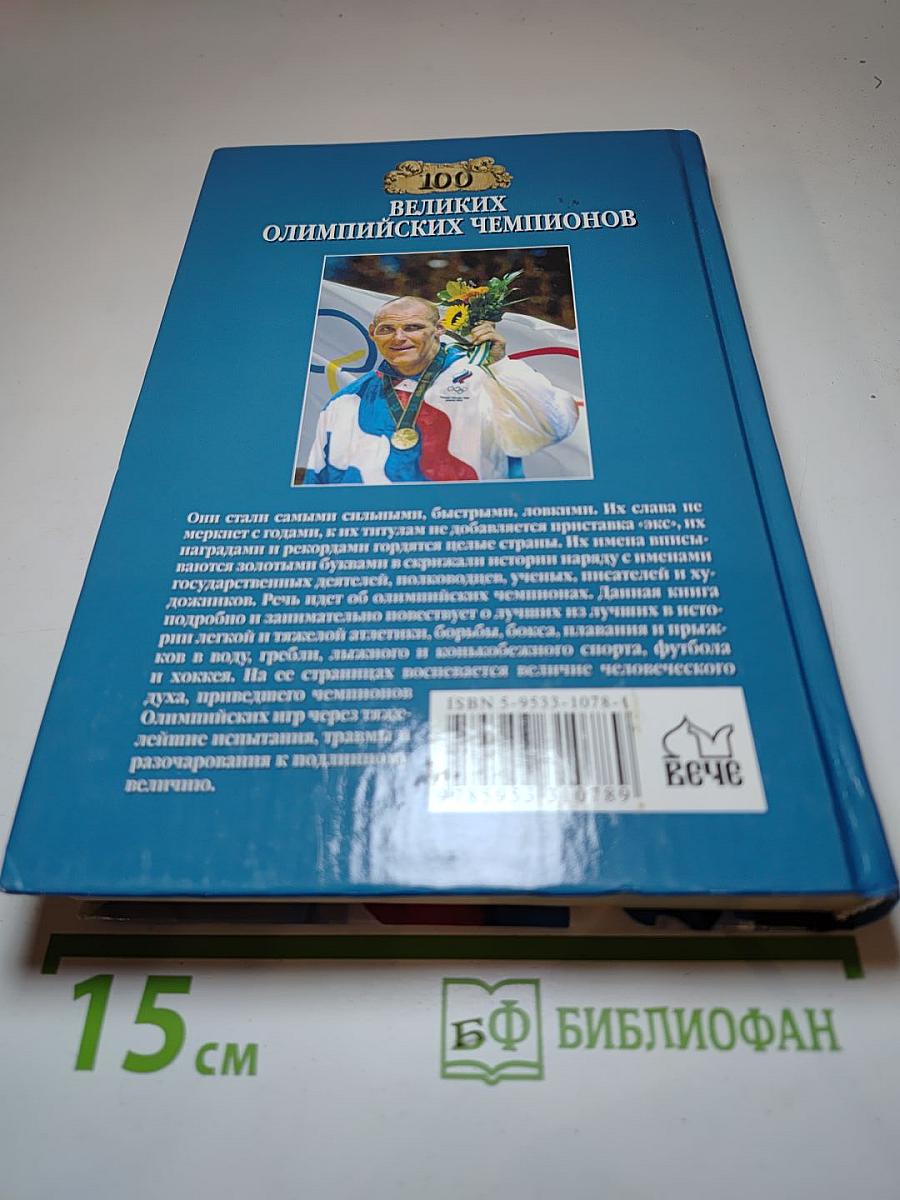 100
ВЕЛИКИХ
ОЛИМПИЙСКИХ ЧЕМПИОНОВ
Они стали самыми сильными, быстрыми, ловкими. Их слава не
меркнет с годами, к их титулам не добавляется приставка «экс», их
наградами и рекордами гордятся целые страны. Их имена вписы-
ваются золотыми буквами в скрижали истории наряду с именами
государственных деятелей, полководцев, ученых, писателей и ху-
дожников. Речь идет об олимпийских чемпионах. Данная книга
подробно и занимательно повествует о лучших из лучших в исто-
рии легкой и тяжелой атлетики, борьбы, бокса, плавания и прыж-
ков в воду, гребли, лыжного и конькобежного спорта, футбола
и хоккея. На ее страницах воспевается величие человеческого
духа, приведшего чемпионов
Олимпийских игр через тяже-
лейшие испытания, травмы и
разочарования к подлинному
величию.
ISBN 5-9533-1078-4
9785953310789
ВЕЧЕ
15 см
БФ БИБЛИОФАН